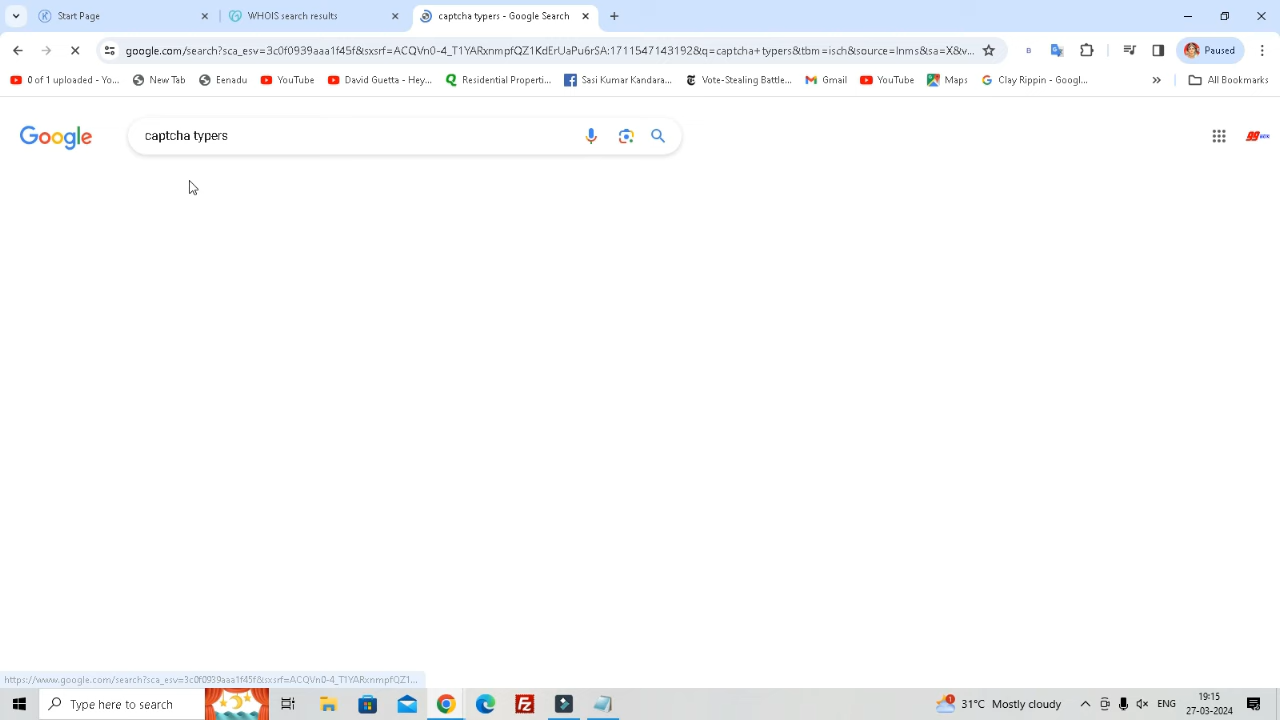 Start Page
WHOIS search results
captcha typers - Google Search
google.com/search?sca_esv=3c0f0939aaa1f45f&sxsrf=ACQVn0-4_T1YARxnmpfQZ1KdErUaPu6rSA:1711547143192&q=captcha+typers&tbm=isch&source=lnms&sa=X&v...
Paused
0 of 1 uploaded - Yo...
New Tab
Eenadu
YouTube
David Guetta - Hey...
Residential Properti...
Sasi Kumar Kandara...
Vote-Stealing Battle...
Gmail
YouTube
Maps
Clay Rippin - Googl...
All Bookmarks
Google
captcha typers
99
https://www.google.com/search?sca_esv=3c0f0939aaa1f45f&sxsrf=ACQVn0-4_T1YARxnmpfQZ1...
Type here to search
31°C Mostly cloudy
ENG
19:15
27-03-2024